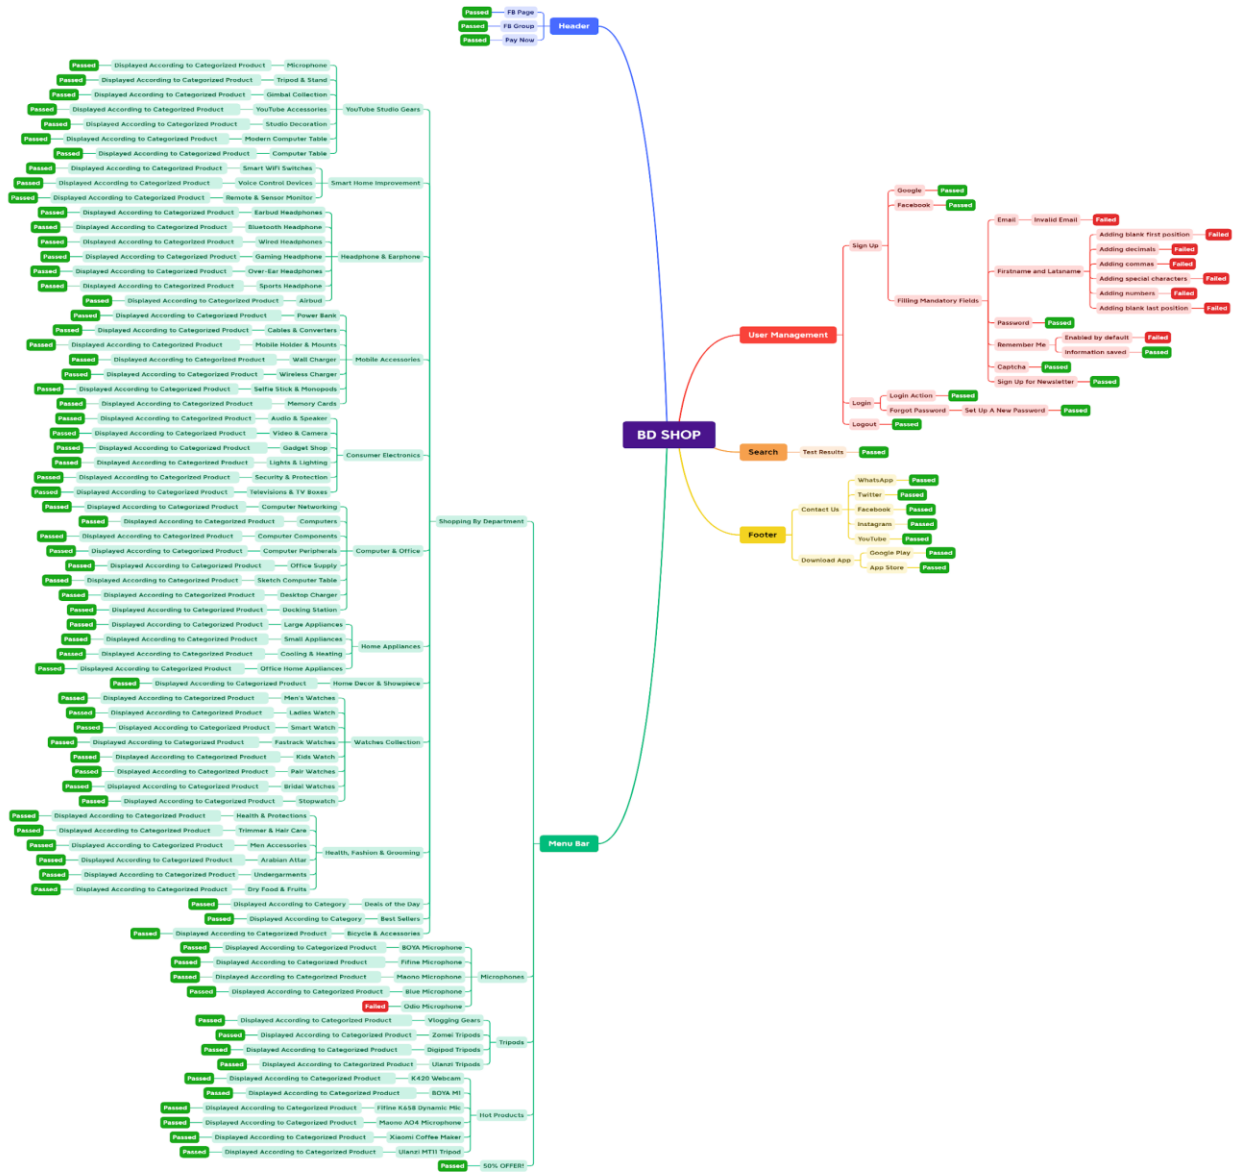 Passed FB Page
Passed FB Group Header
Passed Pay Now
Passed Displayed According to Categorized Product Microphone
Passed Displayed According to Categorized Product Tripod & Stand
Passed Displayed According to Categorized Product Gimbal Collection
Passed Displayed According to Categorized Product YouTube Accessories YouTube Studio Gears
Passed Displayed According to Categorized Product Studio Decoration
Passed Displayed According to Categorized Product Modern Computer Table
Passed Displayed According to Categorized Product Computer Table
Passed Displayed According to Categorized Product Smart WiFi Switches
Passed Displayed According to Categorized Product Voice Control Devices Smart Home Improvement
Passed Displayed According to Categorized Product Remote & Sensor Monitor
Passed Displayed According to Categorized Product Earbud Headphones
Passed Displayed According to Categorized Product Bluetooth Headphone
Passed Displayed According to Categorized Product Wired Headphones
Passed Displayed According to Categorized Product Gaming Headphone Headphone & Earphone
Passed Displayed According to Categorized Product Over-Ear Headphones
Passed Displayed According to Categorized Product Sports Headphone
Passed Displayed According to Categorized Product Airbud
Passed Displayed According to Categorized Product Power Bank
Passed Displayed According to Categorized Product Cables & Converters
Passed Displayed According to Categorized Product Mobile Holder & Mounts
Passed Displayed According to Categorized Product Wall Charger Mobile Accessories
Passed Displayed According to Categorized Product Wireless Charger
Passed Displayed According to Categorized Product Selfie Stick & Monopods
Passed Displayed According to Categorized Product Memory Cards
Passed Displayed According to Categorized Product Audio & Speaker
Passed Displayed According to Categorized Product Video & Camera
Passed Displayed According to Categorized Product Gadget Shop
Consumer Electronics
Passed Displayed According to Categorized Product Lights & Lighting
Passed Displayed According to Categorized Product Security & Protection
Passed Displayed According to Categorized Product Televisions & TV Boxes
Passed Displayed According to Categorized Product Computer Networking
Passed Displayed According to Categorized Product Computers
Shopping By Department
Passed Displayed According to Categorized Product Computer Components
Passed Displayed According to Categorized Product Computer Peripherals Computer & Office
Passed Displayed According to Categorized Product Office Supply
Passed Displayed According to Categorized Product Sketch Computer Table
Passed Displayed According to Categorized Product Desktop Charger
Passed Displayed According to Categorized Product Docking Station
Passed Displayed According to Categorized Product Large Appliances
Passed Displayed According to Categorized Product Small Appliances
Home Appliances
Passed Displayed According to Categorized Product Cooling & Heating
Passed Displayed According to Categorized Product Office Home Appliances
Passed Displayed According to Categorized Product Home Decor & Showpiece
Passed Displayed According to Categorized Product Men's Watches
Passed Displayed According to Categorized Product Ladies Watch
Passed Displayed According to Categorized Product Smart Watch
Passed Displayed According to Categorized Product Fastrack Watches Watches Collection
Passed Displayed According to Categorized Product Kids Watch
Passed Displayed According to Categorized Product Pair Watches
Passed Displayed According to Categorized Product Bridal Watches
Passed Displayed According to Categorized Product Stopwatch
Passed Displayed According to Categorized Product Health & Protections
Passed Displayed According to Categorized Product Trimmer & Hair Care
Passed Displayed According to Categorized Product Men Accessories
Health, Fashion & Grooming
Passed Displayed According to Categorized Product Arabian Attar
Passed Displayed According to Categorized Product Undergarments
Passed Displayed According to Categorized Product Dry Food & Fruits
Passed Displayed According to Category Deals of the Day
Passed Displayed According to Category Best Sellers
Passed Displayed According to Categorized Product Bicycle & Accessories
Menu Bar
Passed Displayed According to Categorized Product BOYA Microphone
Passed Displayed According to Categorized Product Fifine Microphone
Passed Displayed According to Categorized Product Maono Microphone Microphones
Passed Displayed According to Categorized Product Blue Microphone
Failed Odio Microphone
Passed Displayed According to Categorized Product Vlogging Gears
Passed Displayed According to Categorized Product Zomei Tripods
Tripods
Passed Displayed According to Categorized Product Digipod Tripods
Passed Displayed According to Categorized Product Ulanzi Tripods
Passed Displayed According to Categorized Product K420 Webcam
Passed Displayed According to Categorized Product BOYA M1
Passed Displayed According to Categorized Product Fifine K658 Dynamic Mic
Hot Products
Passed Displayed According to Categorized Product Maono AO4 Microphone
Passed Displayed According to Categorized Product Xiaomi Coffee Maker
Passed Displayed According to Categorized Product Ulanzi MT11 Tripod
Passed 50% OFFER!
BD SHOP
User Management
Sign Up
Google Passed
Facebook Passed
Filling Mandatory Fields
Email Invalid Email Failed
Firstname and Latsname
Adding blank first position Failed
Adding decimals Failed
Adding commas Failed
Adding special characters Failed
Adding numbers Failed
Adding blank last position Failed
Password Passed
Remember Me
Enabled by default Failed
Information saved Passed
Captcha Passed
Sign Up for Newsletter Passed
Login
Login Action Passed
Forgot Password Set Up A New Password Passed
Logout Passed
Search Test Results Passed
Footer
Contact Us
WhatsApp Passed
Twitter Passed
Facebook Passed
Instagram Passed
YouTube Passed
Download App
Google Play Passed
App Store Passed